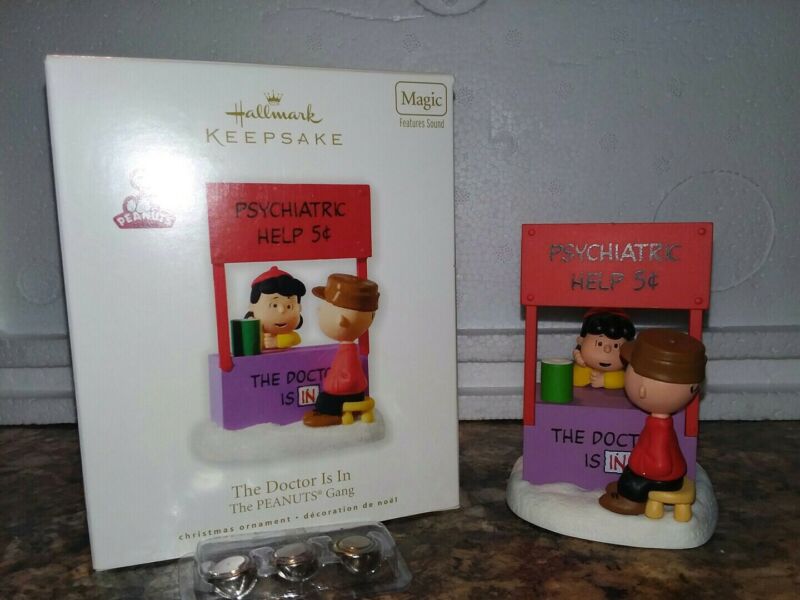 Hallmark
KEEPSAKE
Magic
Features Sound
PEANUTS
PSYCHIATRIC
HELP 5¢
THE DOCT
IS IN
The Doctor Is In
The PEANUTS® Gang
christmas ornament • décoration de noël
PSYCHIATRIC
HELP 5¢
THE DOCT
IS IN